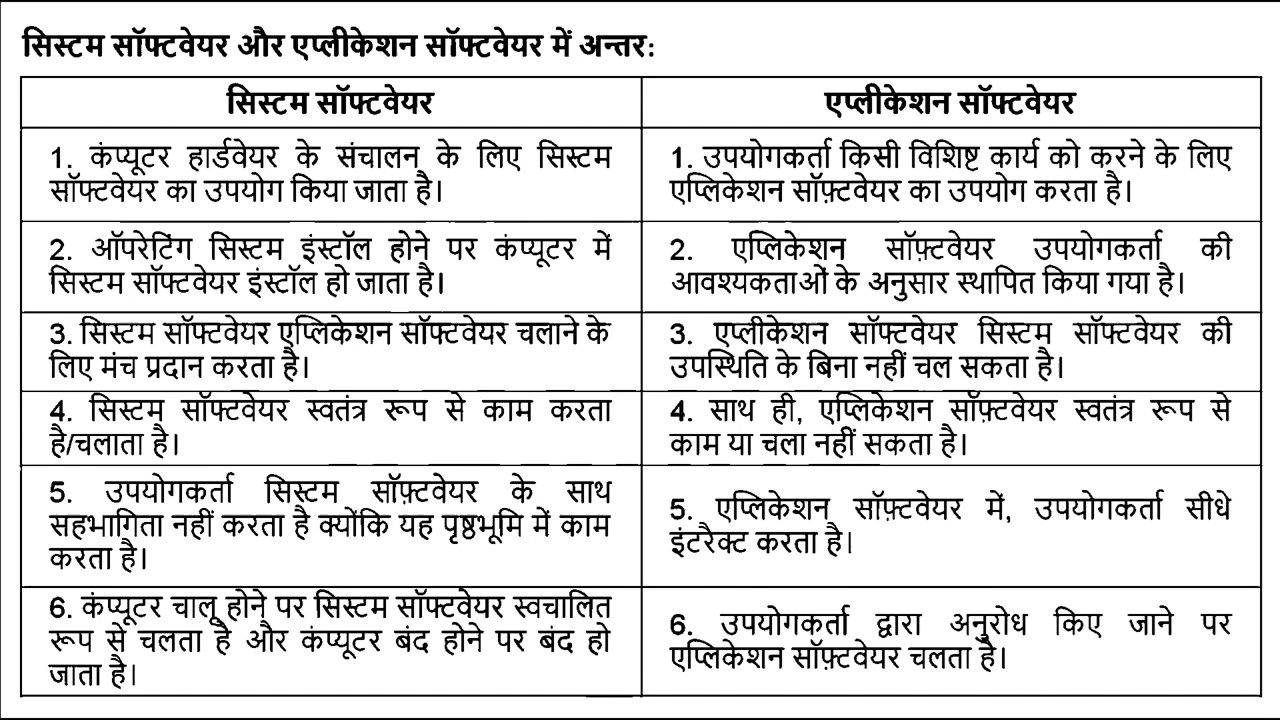 सिस्टम सॉफ्टवेयर और एप्लीकेशन सॉफ्टवेयर में अन्तर:
सिस्टम सॉफ्टवेयर
एप्लीकेशन सॉफ्टवेयर
1. कंप्यूटर हार्डवेयर के संचालन के लिए सिस्टम
सॉफ्टवेयर का उपयोग किया जाता है।
1. उपयोगकर्ता किसी विशिष्ट कार्य को करने के लिए
एप्लिकेशन सॉफ़्टवेयर का उपयोग करता है।
2. ऑपरेटिंग सिस्टम इंस्टॉल होने पर कंप्यूटर में
सिस्टम सॉफ्टवेयर इंस्टॉल हो जाता है।
2. एप्लिकेशन सॉफ़्टवेयर उपयोगकर्ता की
आवश्यकताओं के अनुसार स्थापित किया गया है।
3. सिस्टम सॉफ्टवेयर एप्लिकेशन सॉफ्टवेयर चलाने के
लिए मंच प्रदान करता है।
3. एप्लीकेशन सॉफ्टवेयर सिस्टम सॉफ्टवेयर की
उपस्थिति के बिना नहीं चल सकता है।
4. सिस्टम सॉफ्टवेयर स्वतंत्र रूप से काम करता
है/चलाता है।
4. साथ ही, एप्लिकेशन सॉफ़्टवेयर स्वतंत्र रूप से
काम या चला नहीं सकता है।
5. उपयोगकर्ता सिस्टम सॉफ़्टवेयर के साथ
सहभागिता नहीं करता है क्योंकि यह पृष्ठभूमि में काम
करता है।
5. एप्लिकेशन सॉफ़्टवेयर में, उपयोगकर्ता सीधे
इंटरैक्ट करता है।
6. कंप्यूटर चालू होने पर सिस्टम सॉफ्टवेयर स्वचालित
रूप से चलता है और कंप्यूटर बंद होने पर बंद हो
जाता है।
6. उपयोगकर्ता द्वारा अनुरोध किए जाने पर
एप्लिकेशन सॉफ़्टवेयर चलता है।